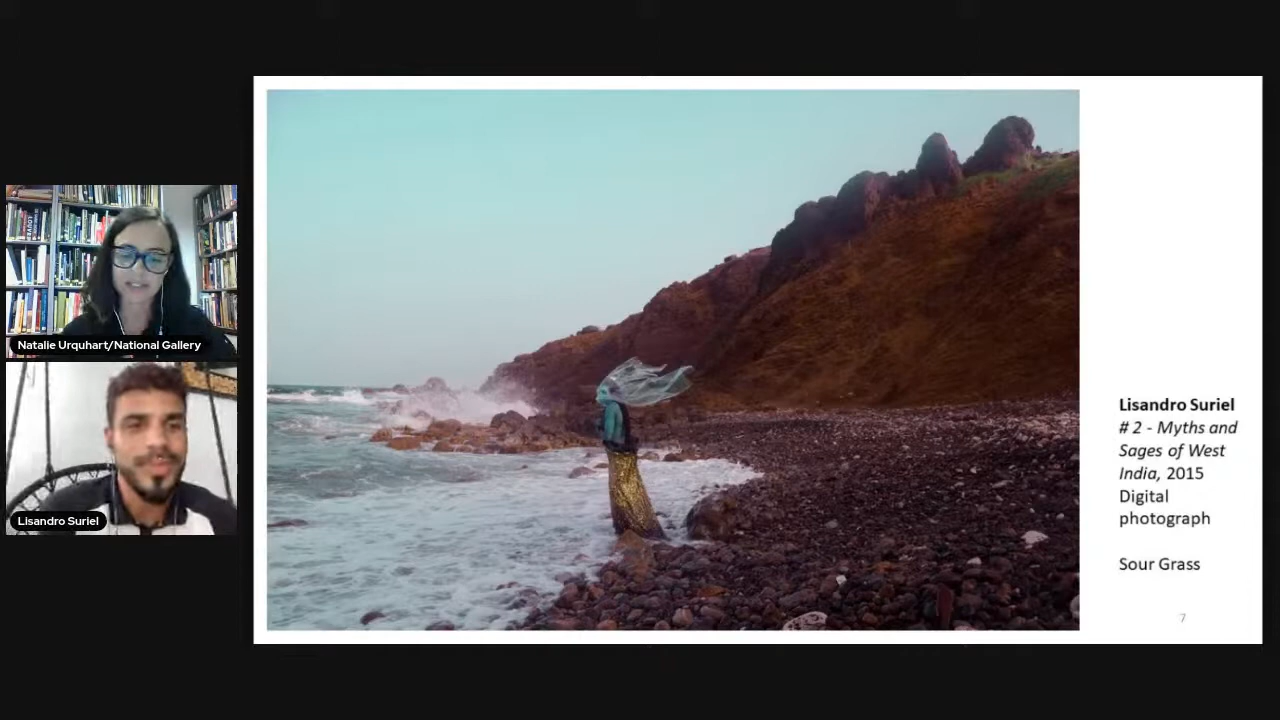 Natalie Urquhart/National Gallery
Lisandro Suriel
Lisandro Suriel
# 2 - Myths and
Sages of West
India, 2015
Digital
photograph
Sour Grass
7